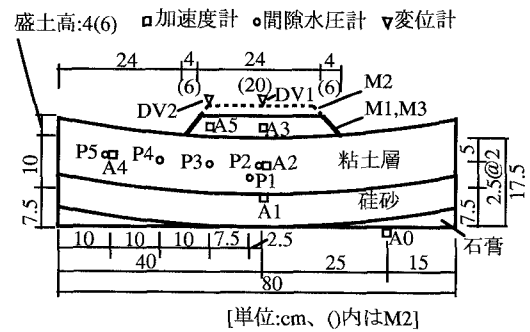 盛土高:4(6) □加速度計 ○間隙水圧計 ▽変位計
24 4 24 4
(6) (20) (6)
DV2 DV1 M2
M1,M3
A5 A3
P5 A4 P4 P3 P2 A2 粘土層
P1
A1 硅砂
A0 石膏
10 7.5
5 2.5@2 7.5 17.5
10 10 10 7.5 2.5
40 25 15
80
[単位:cm、()内はM2]